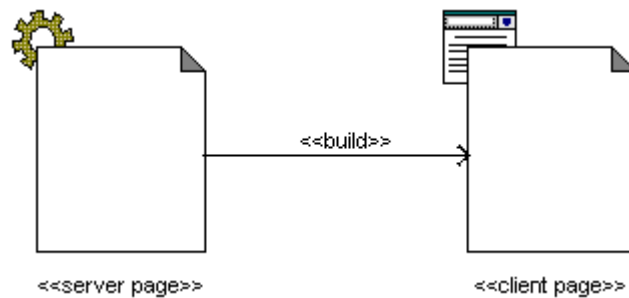 <<build>>
<<server page>>
<<client page>>